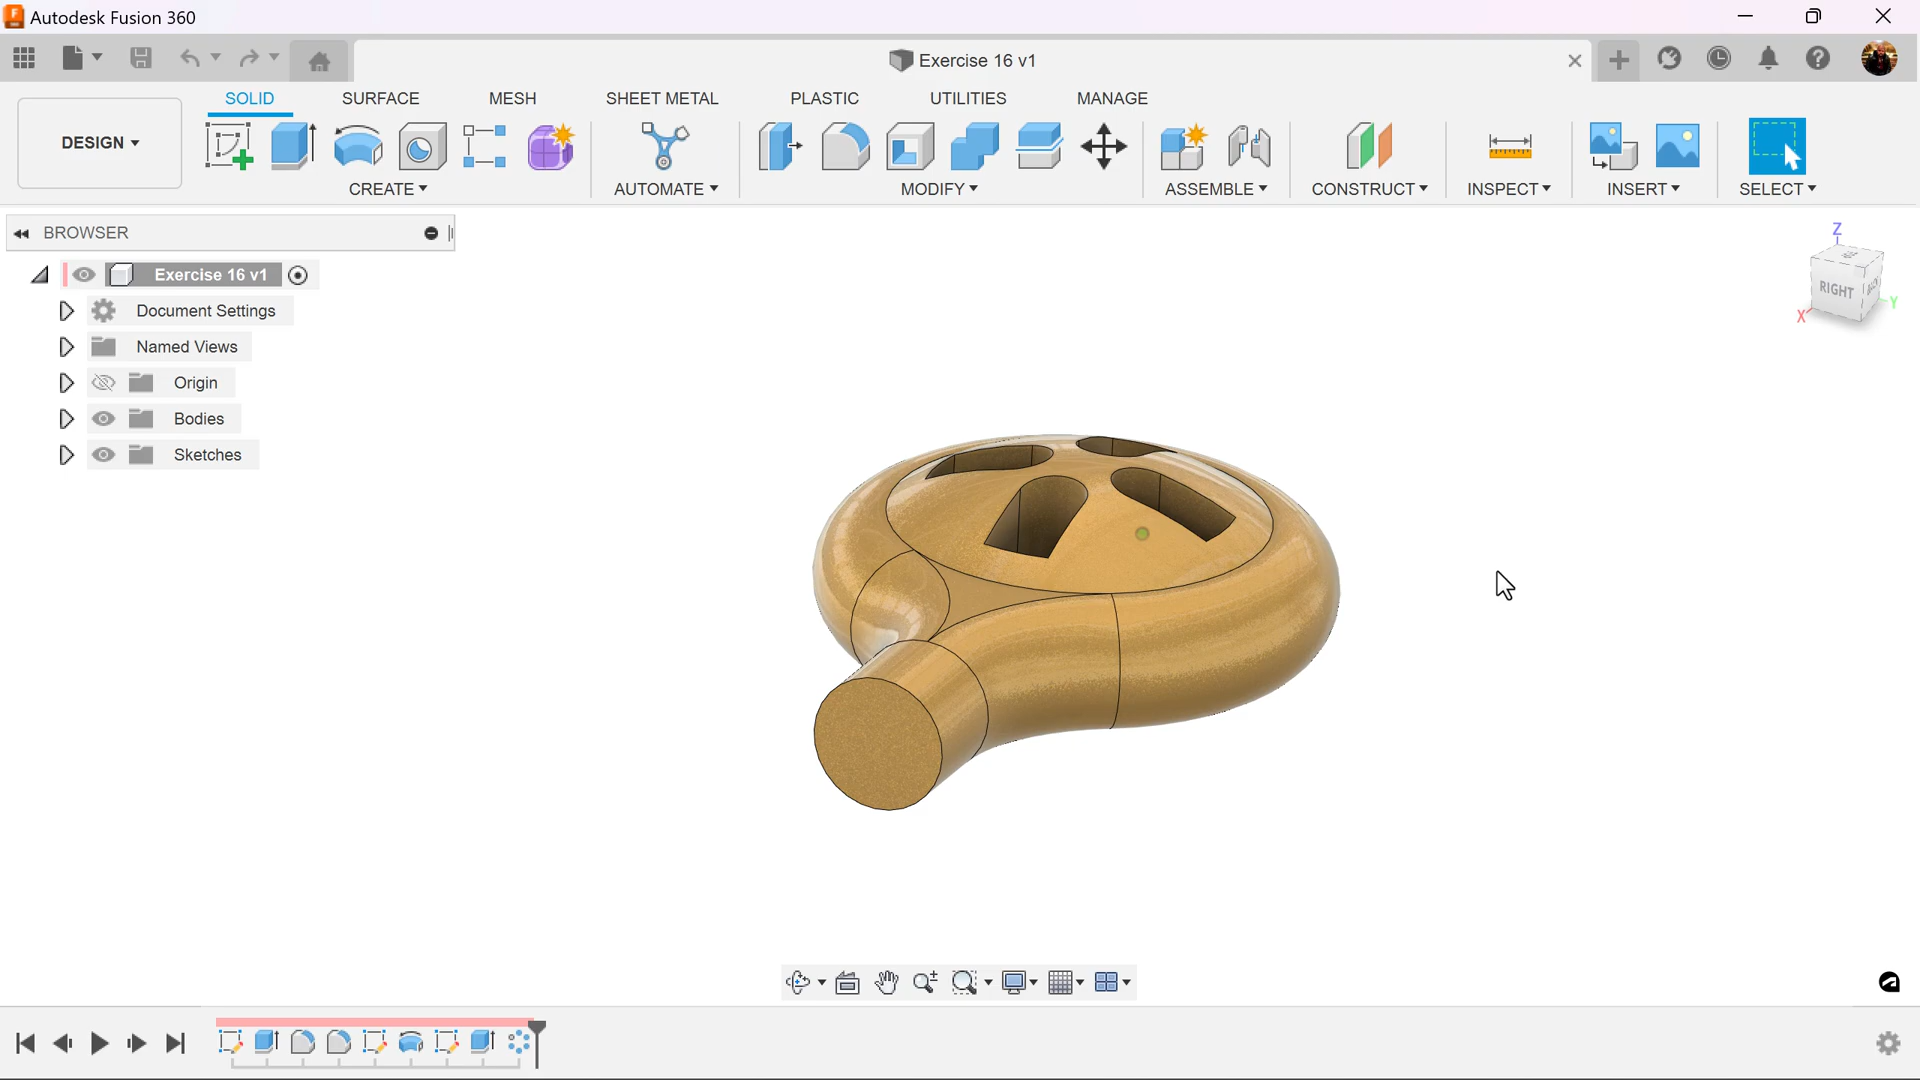 Autodesk Fusion 360
Exercise 16 v1
SOLID SURFACE MESH SHEET METAL PLASTIC UTILITIES MANAGE
DESIGN
CREATE AUTOMATE MODIFY ASSEMBLE CONSTRUCT INSPECT INSERT SELECT
BROWSER
Exercise 16 v1
Document Settings
Named Views
Origin
Bodies
Sketches
Z
RIGHT
X
Y